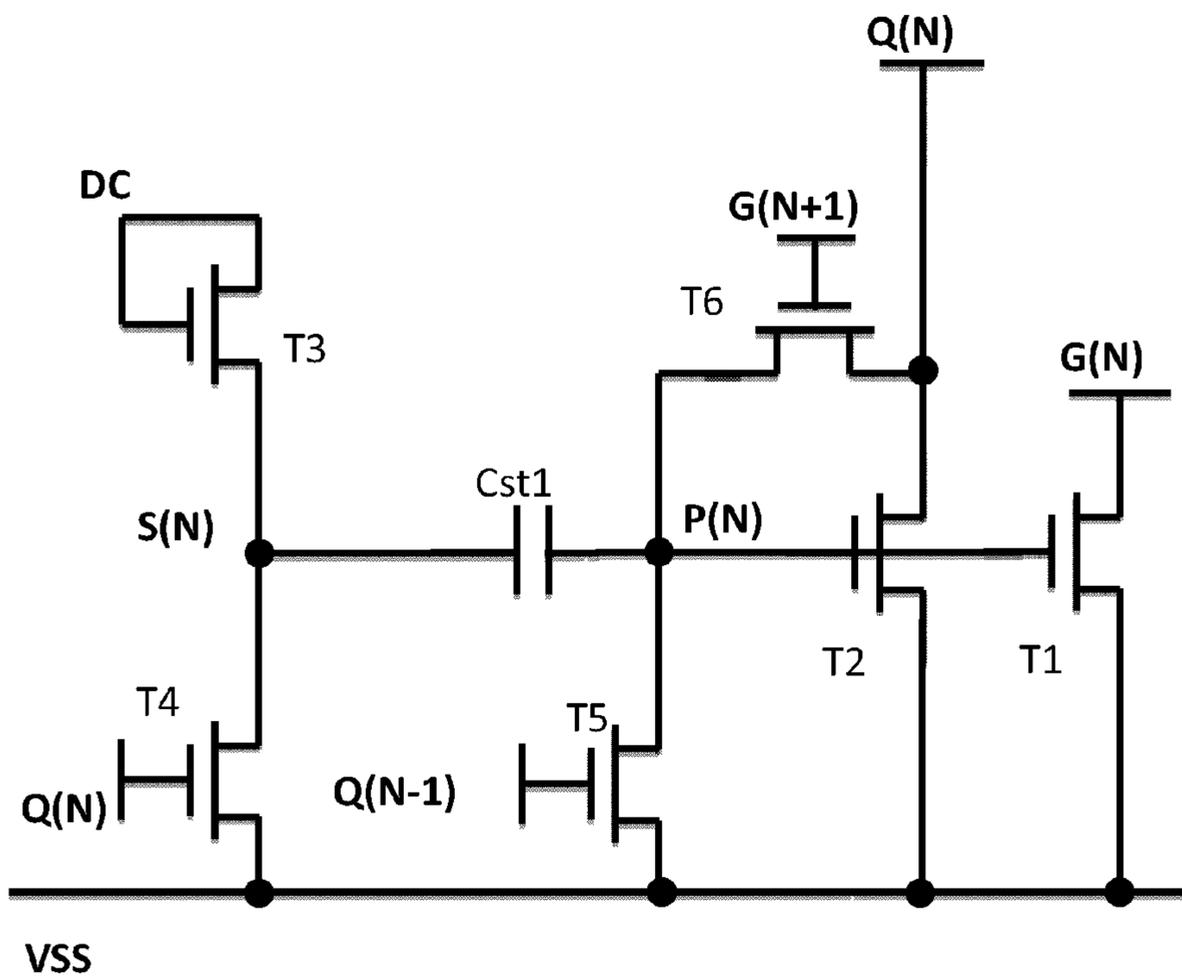 Q(N)
DC
G(N+1)
T6
T3
G(N)
Cst1
S(N)
P(N)
T2
T1
T4
T5
Q(N)
Q(N-1)
VSS